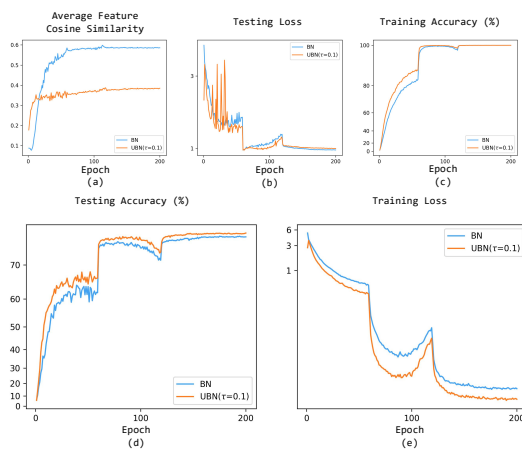 Average Feature
Cosine Similarity
0.6
0.5
0.4
0.3
0.2
0.1
BN
UBN(τ=0.1)
0
100
200
Epoch
(a)
Testing Loss
3
1
BN
UBN(τ=0.1)
0
100
200
Epoch
(b)
Training Accuracy (%)
100
80
60
40
20
0
BN
UBN(τ=0.1)
0
100
200
Epoch
(c)
Testing Accuracy (%)
70
60
50
40
30
20
10
0
BN
UBN(τ=0.1)
0
100
200
Epoch
(d)
Training Loss
6
3
1
BN
UBN(τ=0.1)
0
100
200
Epoch
(e)